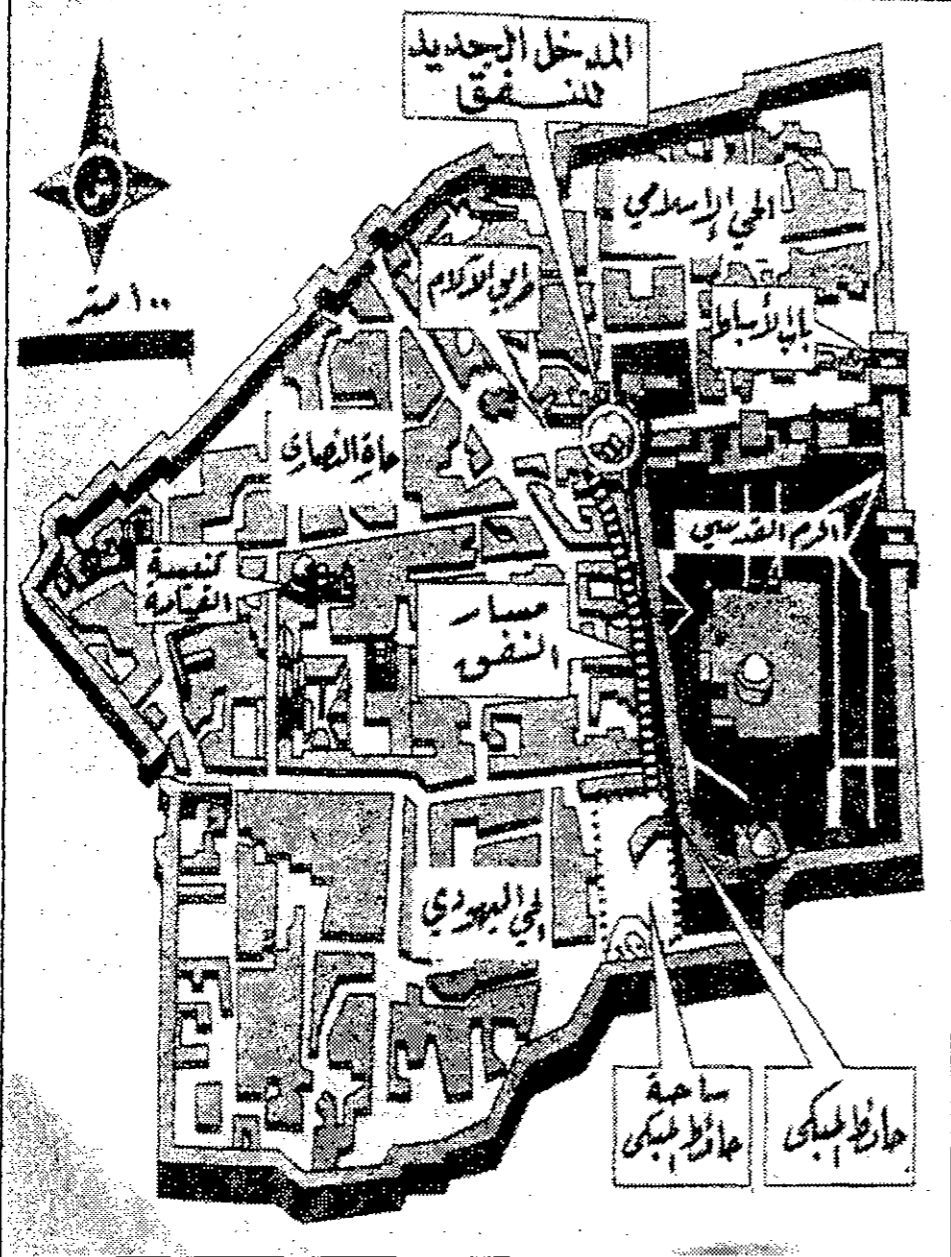 المدخل الجديد
للنفق
الحي الإسلامي
طريق الآلام
باب الأسباط
١٠٠ متر
حارة النصارى
الحرم القدسي
كنيسة
القيامة
مسار
النفق
الحي اليهودي
ساحة
حائط المبكى
حائط المبكى